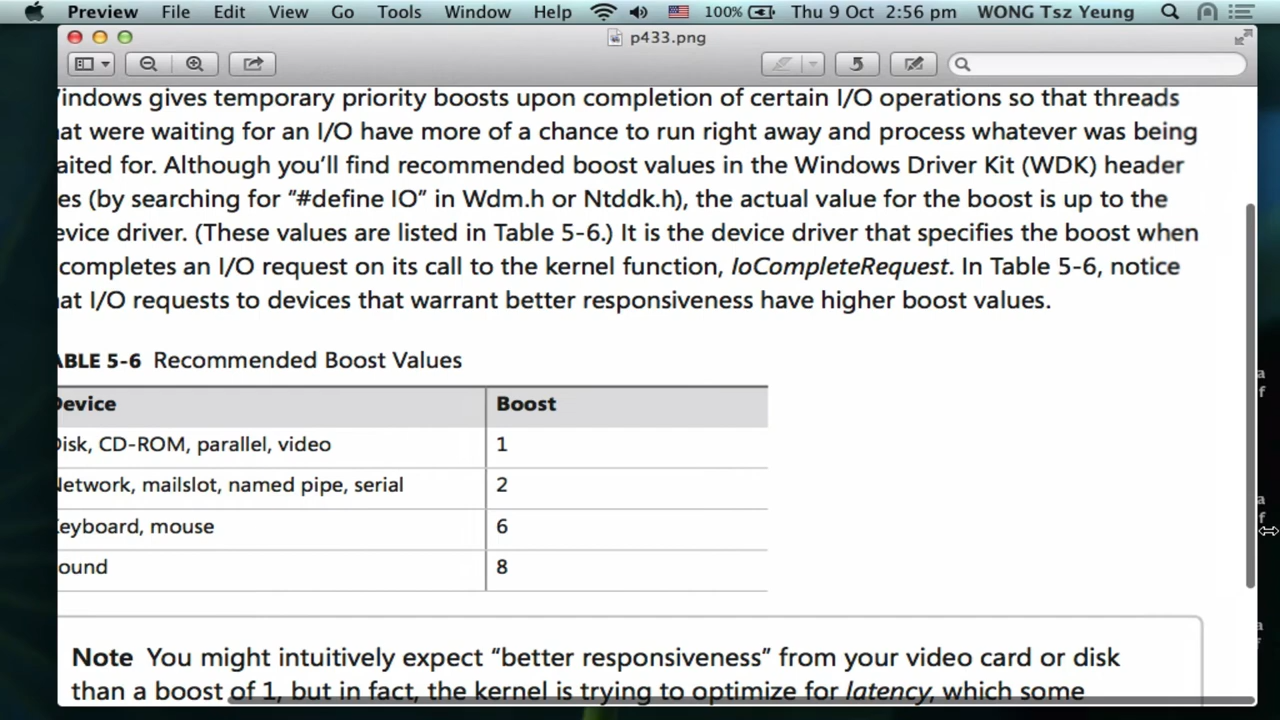 Preview File Edit View Go Tools Window Help 100% Thu 9 Oct 2:56 pm WONG Tsz Yeung
p433.png
indows gives temporary priority boosts upon completion of certain I/O operations so that threads
at were waiting for an I/O have more of a chance to run right away and process whatever was being
aited for. Although you'll find recommended boost values in the Windows Driver Kit (WDK) header
es (by searching for “#define IO” in Wdm.h or Ntddk.h), the actual value for the boost is up to the
evice driver. (These values are listed in Table 5-6.) It is the device driver that specifies the boost when
completes an I/O request on its call to the kernel function, IoCompleteRequest. In Table 5-6, notice
at I/O requests to devices that warrant better responsiveness have higher boost values.
ABLE 5-6 Recommended Boost Values
Device Boost
Disk, CD-ROM, parallel, video 1
Network, mailslot, named pipe, serial 2
Keyboard, mouse 6
ound 8
Note You might intuitively expect “better responsiveness” from your video card or disk
than a boost of 1, but in fact, the kernel is trying to optimize for latency, which some
a
f
a
f
a